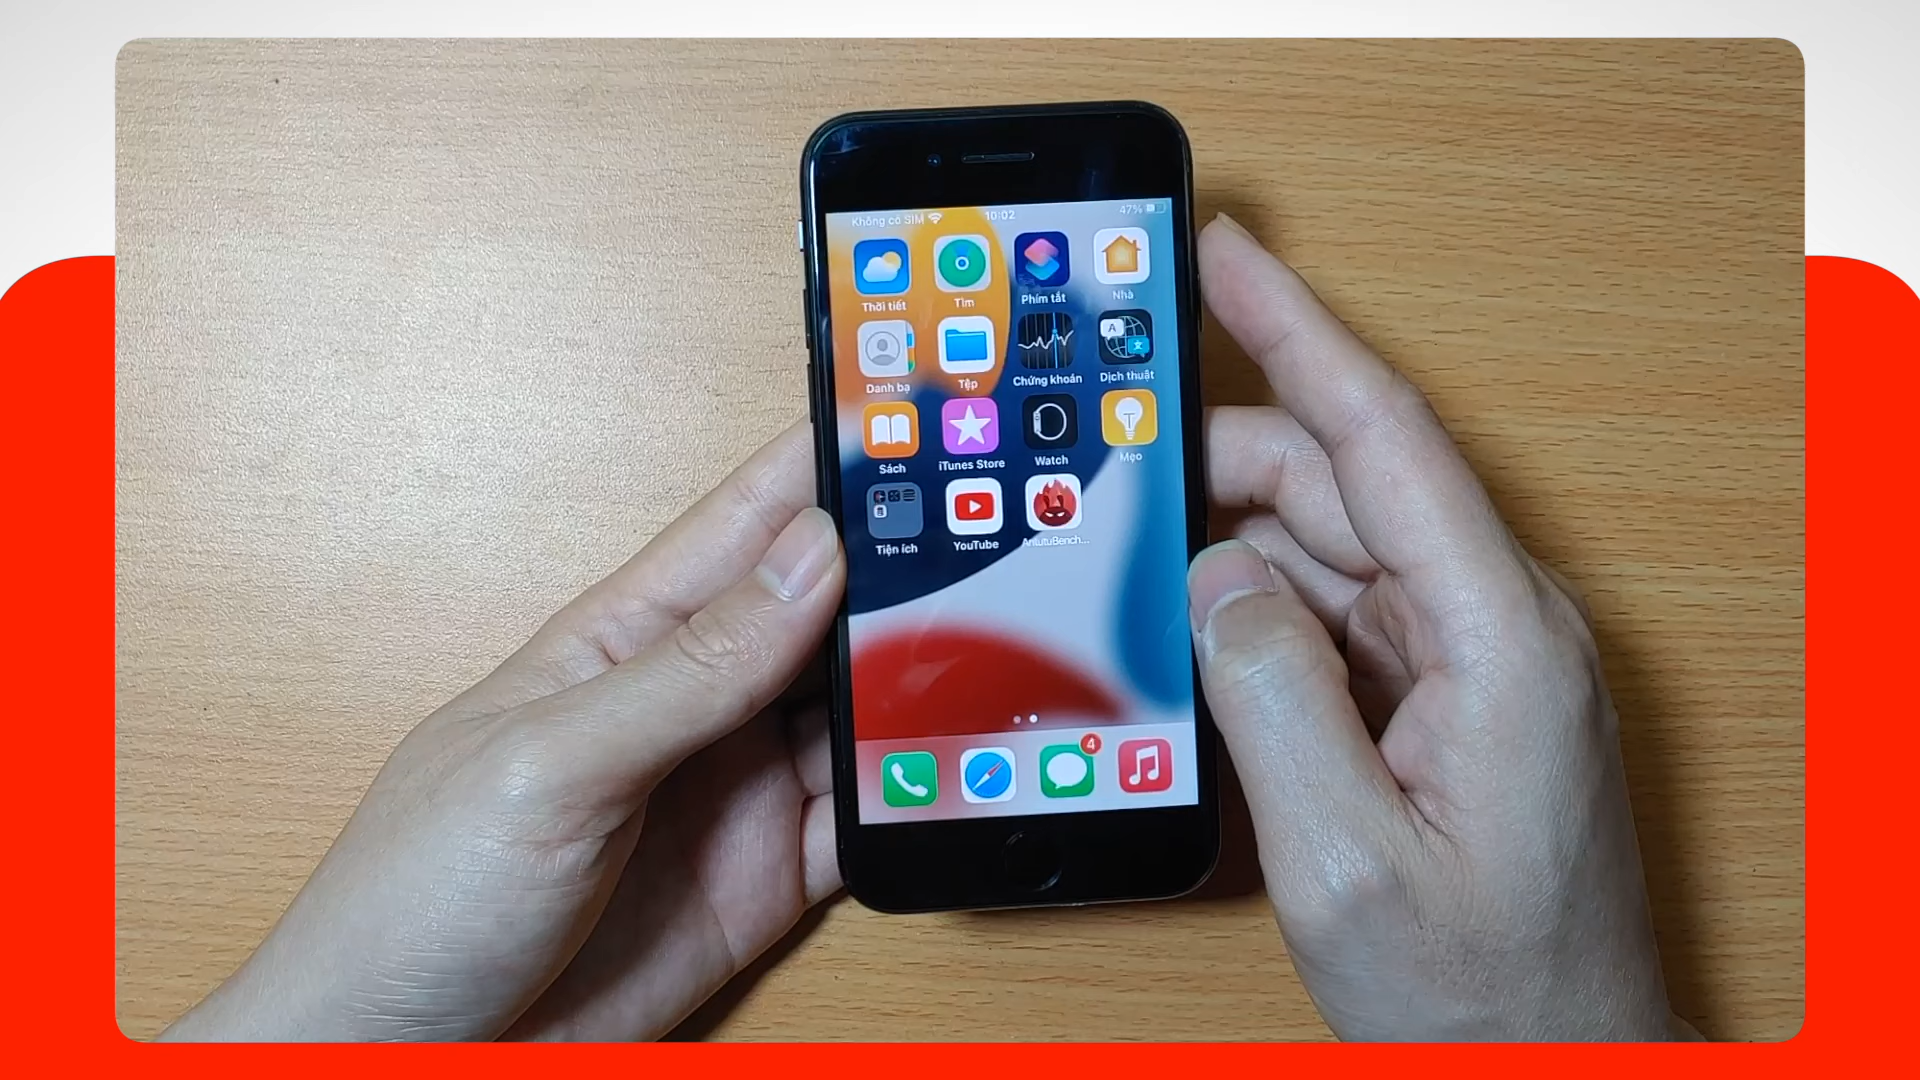 Không có SIM 10:02 47%
Thời tiết Tìm Phím tắt Nhà
Danh bạ Tệp Chứng khoán Dịch thuật
Sách iTunes Store Watch Mẹo
Tiện ích YouTube AntutuBench...
4